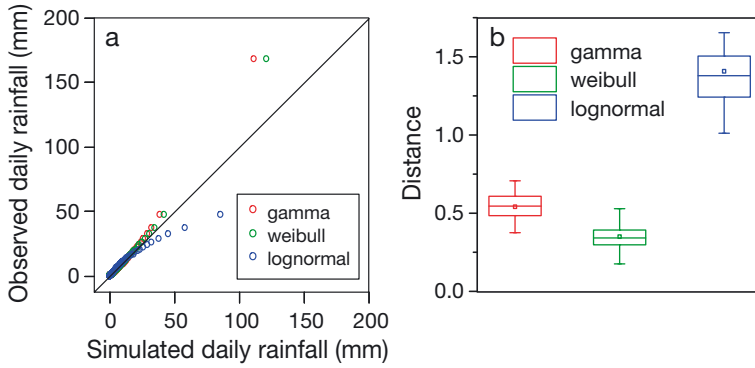 a
Observed daily rainfall (mm)
200
150
100
50
0
gamma
weibull
lognormal
0 50 100 150 200
Simulated daily rainfall (mm)
b
Distance
1.5
1.0
0.5
0.0
gamma
weibull
lognormal